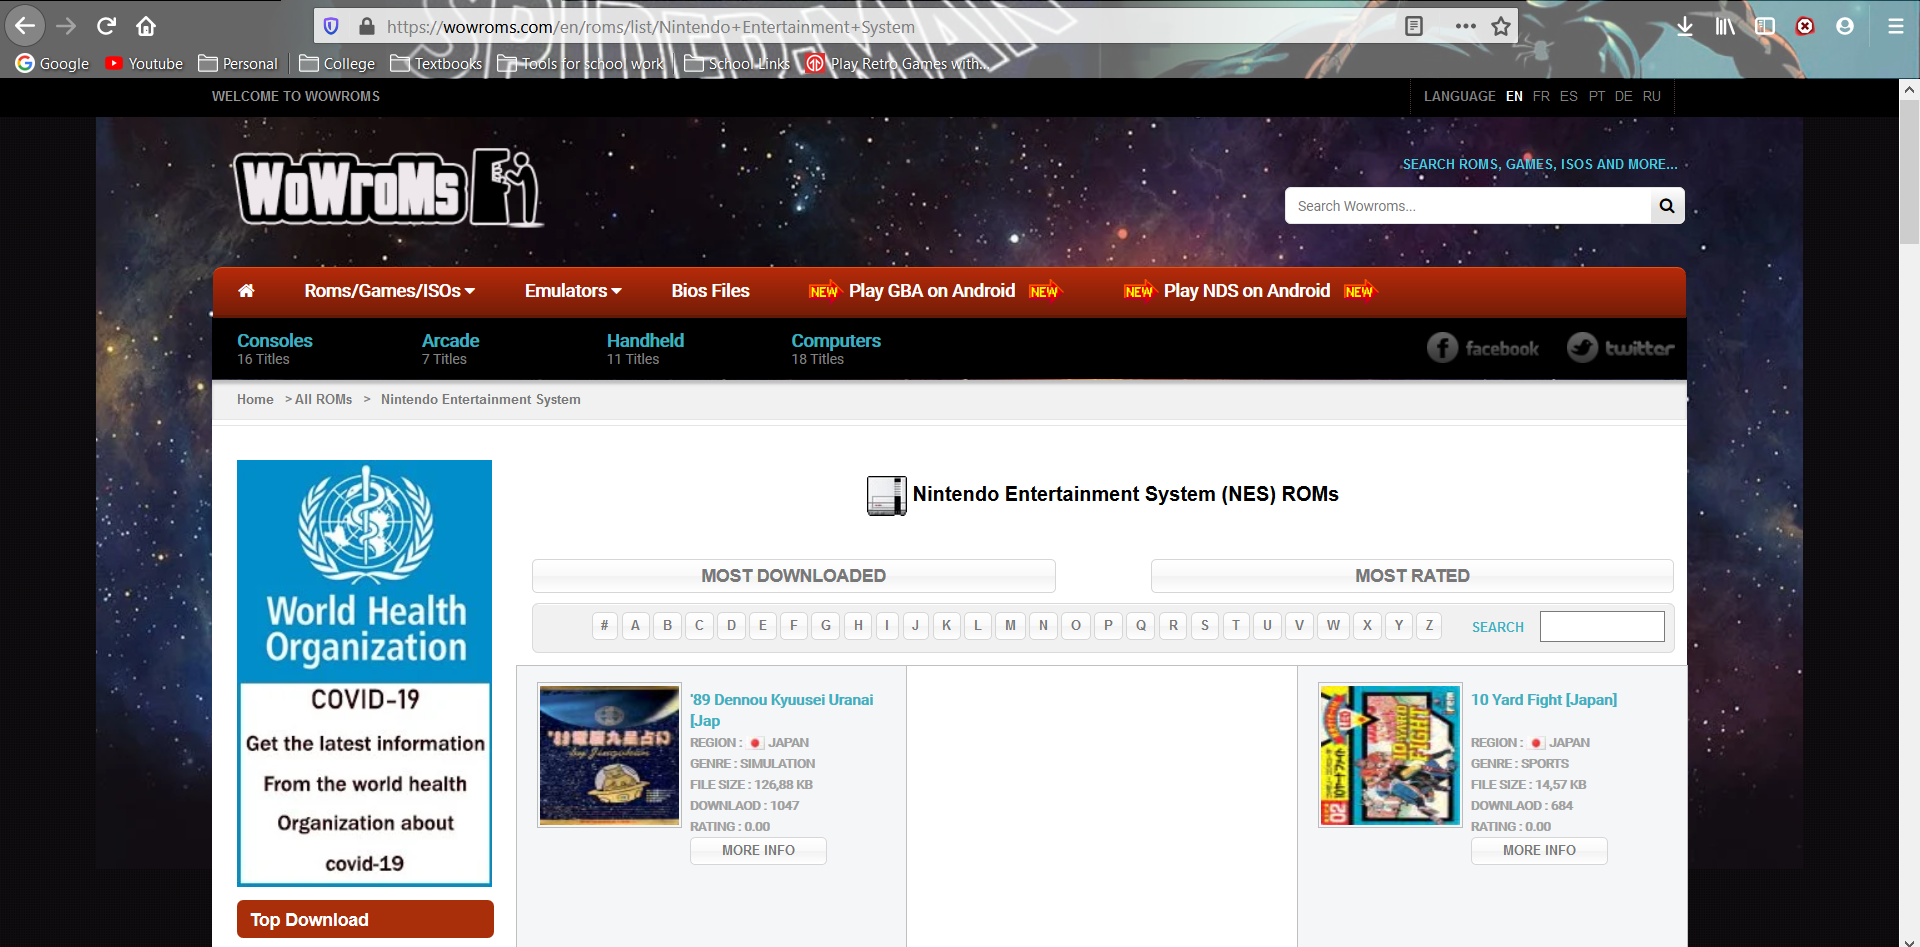 https://wowroms.com/en/roms/list/Nintendo+Entertainment+System
Google Youtube Personal College Textbooks Tools for school work School Links Play Retro Games with...
WELCOME TO WOWROMS
LANGUAGE EN FR ES PT DE RU
WoWroMs
SEARCH ROMS, GAMES, ISOS AND MORE...
Search Wowroms...
Roms/Games/ISOs Emulators Bios Files NEW Play GBA on Android NEW NEW Play NDS on Android NEW
Consoles Arcade Handheld Computers
16 Titles 7 Titles 11 Titles 18 Titles
facebook twitter
Home > All ROMs > Nintendo Entertainment System
World Health
Organization
COVID-19
Get the latest information
From the world health
Organization about
covid-19
Top Download
Nintendo Entertainment System (NES) ROMs
MOST DOWNLOADED MOST RATED
# A B C D E F G H I J K L M N O P Q R S T U V W X Y Z SEARCH
'89 Dennou Kyuusei Uranai
[Jap
REGION : JAPAN
GENRE : SIMULATION
FILE SIZE : 126,88 KB
DOWNLAOD : 1047
RATING : 0.00
MORE INFO
10 Yard Fight [Japan]
REGION : JAPAN
GENRE : SPORTS
FILE SIZE : 14,57 KB
DOWNLAOD : 684
RATING : 0.00
MORE INFO